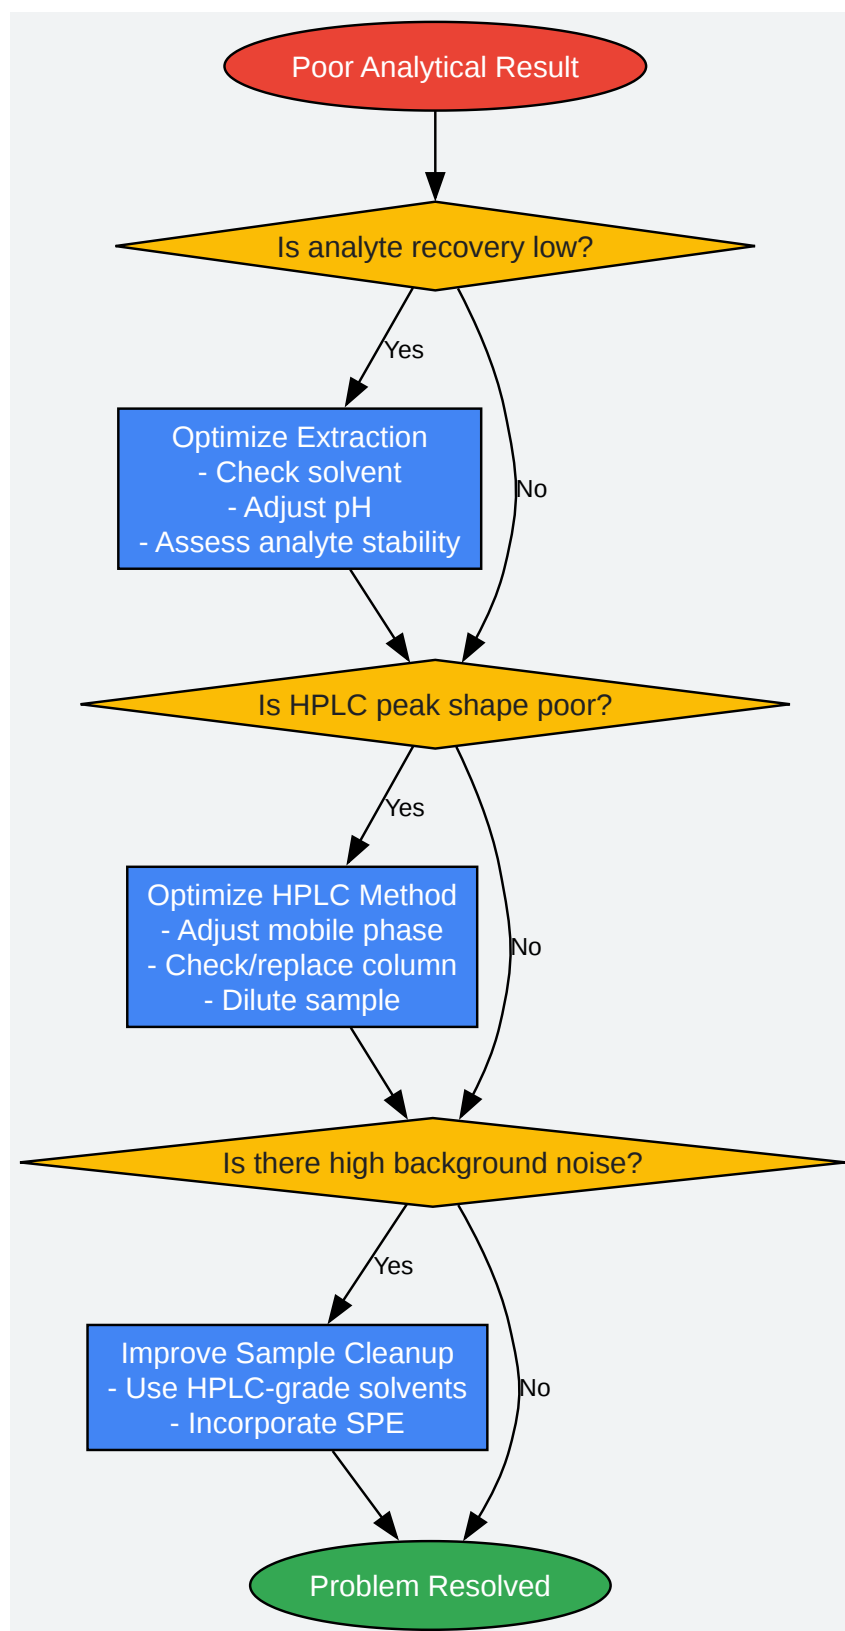 Poor Analytical Result
Is analyte recovery low?
Yes
Optimize Extraction
- Check solvent
- Adjust pH
- Assess analyte stability
No
Is HPLC peak shape poor?
Yes
Optimize HPLC Method
- Adjust mobile phase
- Check/replace column
- Dilute sample
No
Is there high background noise?
Yes
Improve Sample Cleanup
- Use HPLC-grade solvents
- Incorporate SPE
No
Problem Resolved